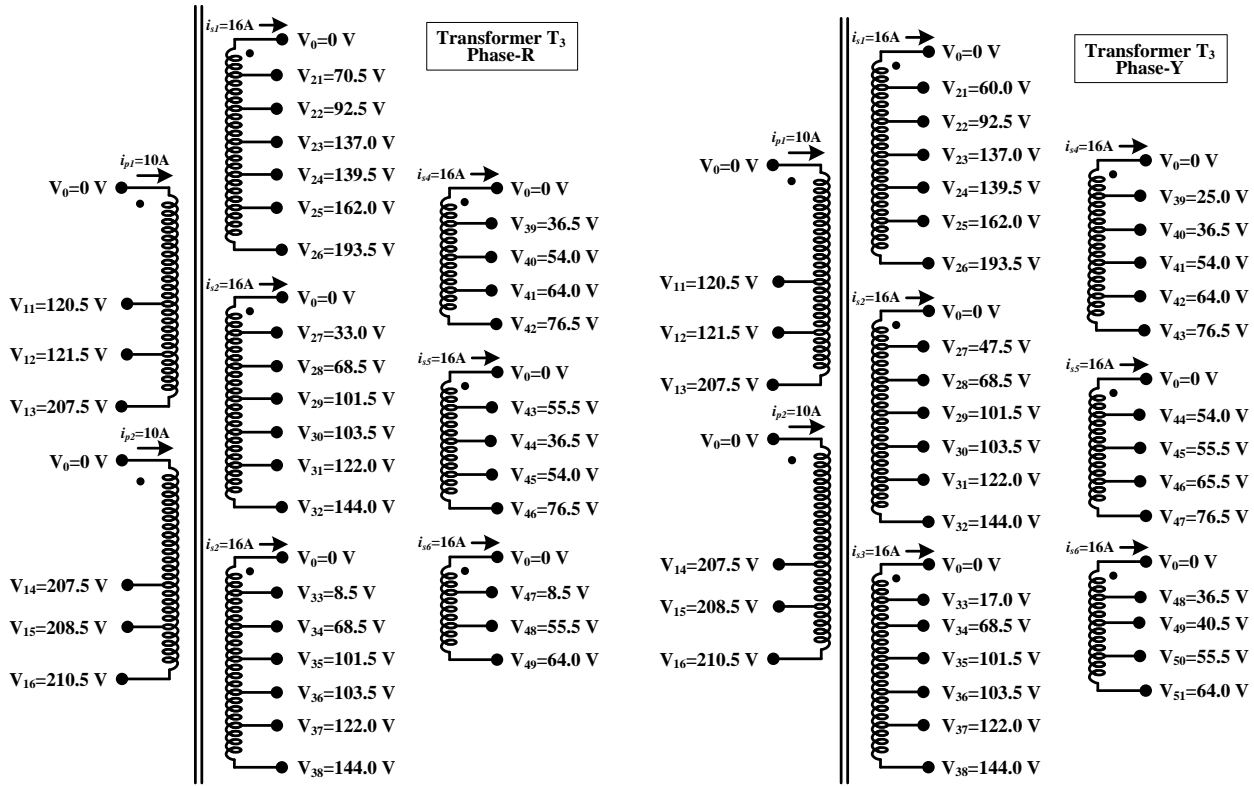 Transformer T3
Phase-R
ip1=10A
V0=0 V
V11=120.5 V
V12=121.5 V
V13=207.5 V
ip2=10A
V0=0 V
V14=207.5 V
V15=208.5 V
V16=210.5 V
is1=16A
V0=0 V
V21=70.5 V
V22=92.5 V
V23=137.0 V
V24=139.5 V
V25=162.0 V
V26=193.5 V
is2=16A
V0=0 V
V27=33.0 V
V28=68.5 V
V29=101.5 V
V30=103.5 V
V31=122.0 V
V32=144.0 V
is2=16A
V0=0 V
V33=8.5 V
V34=68.5 V
V35=101.5 V
V36=103.5 V
V37=122.0 V
V38=144.0 V
is4=16A
V0=0 V
V39=36.5 V
V40=54.0 V
V41=64.0 V
V42=76.5 V
is5=16A
V0=0 V
V43=55.5 V
V44=36.5 V
V45=54.0 V
V46=76.5 V
is6=16A
V0=0 V
V47=8.5 V
V48=55.5 V
V49=64.0 V
Transformer T3
Phase-Y
ip1=10A
V0=0 V
V11=120.5 V
V12=121.5 V
V13=207.5 V
ip2=10A
V0=0 V
V14=207.5 V
V15=208.5 V
V16=210.5 V
is1=16A
V0=0 V
V21=60.0 V
V22=92.5 V
V23=137.0 V
V24=139.5 V
V25=162.0 V
V26=193.5 V
is2=16A
V0=0 V
V27=47.5 V
V28=68.5 V
V29=101.5 V
V30=103.5 V
V31=122.0 V
V32=144.0 V
is3=16A
V0=0 V
V33=17.0 V
V34=68.5 V
V35=101.5 V
V36=103.5 V
V37=122.0 V
V38=144.0 V
is4=16A
V0=0 V
V39=25.0 V
V40=36.5 V
V41=54.0 V
V42=64.0 V
V43=76.5 V
is5=16A
V0=0 V
V44=54.0 V
V45=55.5 V
V46=65.5 V
V47=76.5 V
is6=16A
V0=0 V
V48=36.5 V
V49=40.5 V
V50=55.5 V
V51=64.0 V